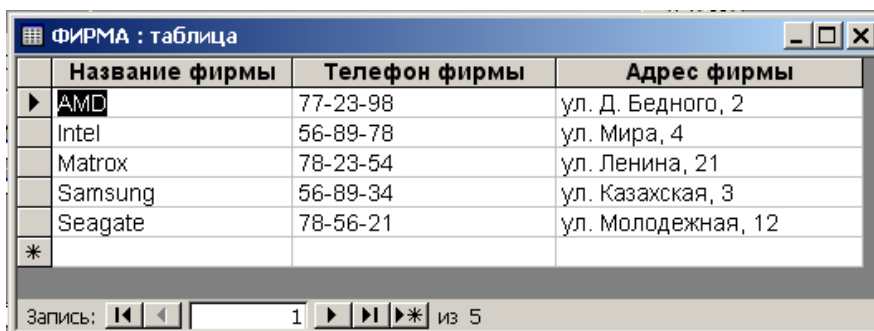 ФИРМА : таблица
Название фирмы Телефон фирмы Адрес фирмы
AMD 77-23-98 ул. Д. Бедного, 2
Intel 56-89-78 ул. Мира, 4
Matrox 78-23-54 ул. Ленина, 21
Samsung 56-89-34 ул. Казахская, 3
Seagate 78-56-21 ул. Молодежная, 12
Запись: 1 из 5